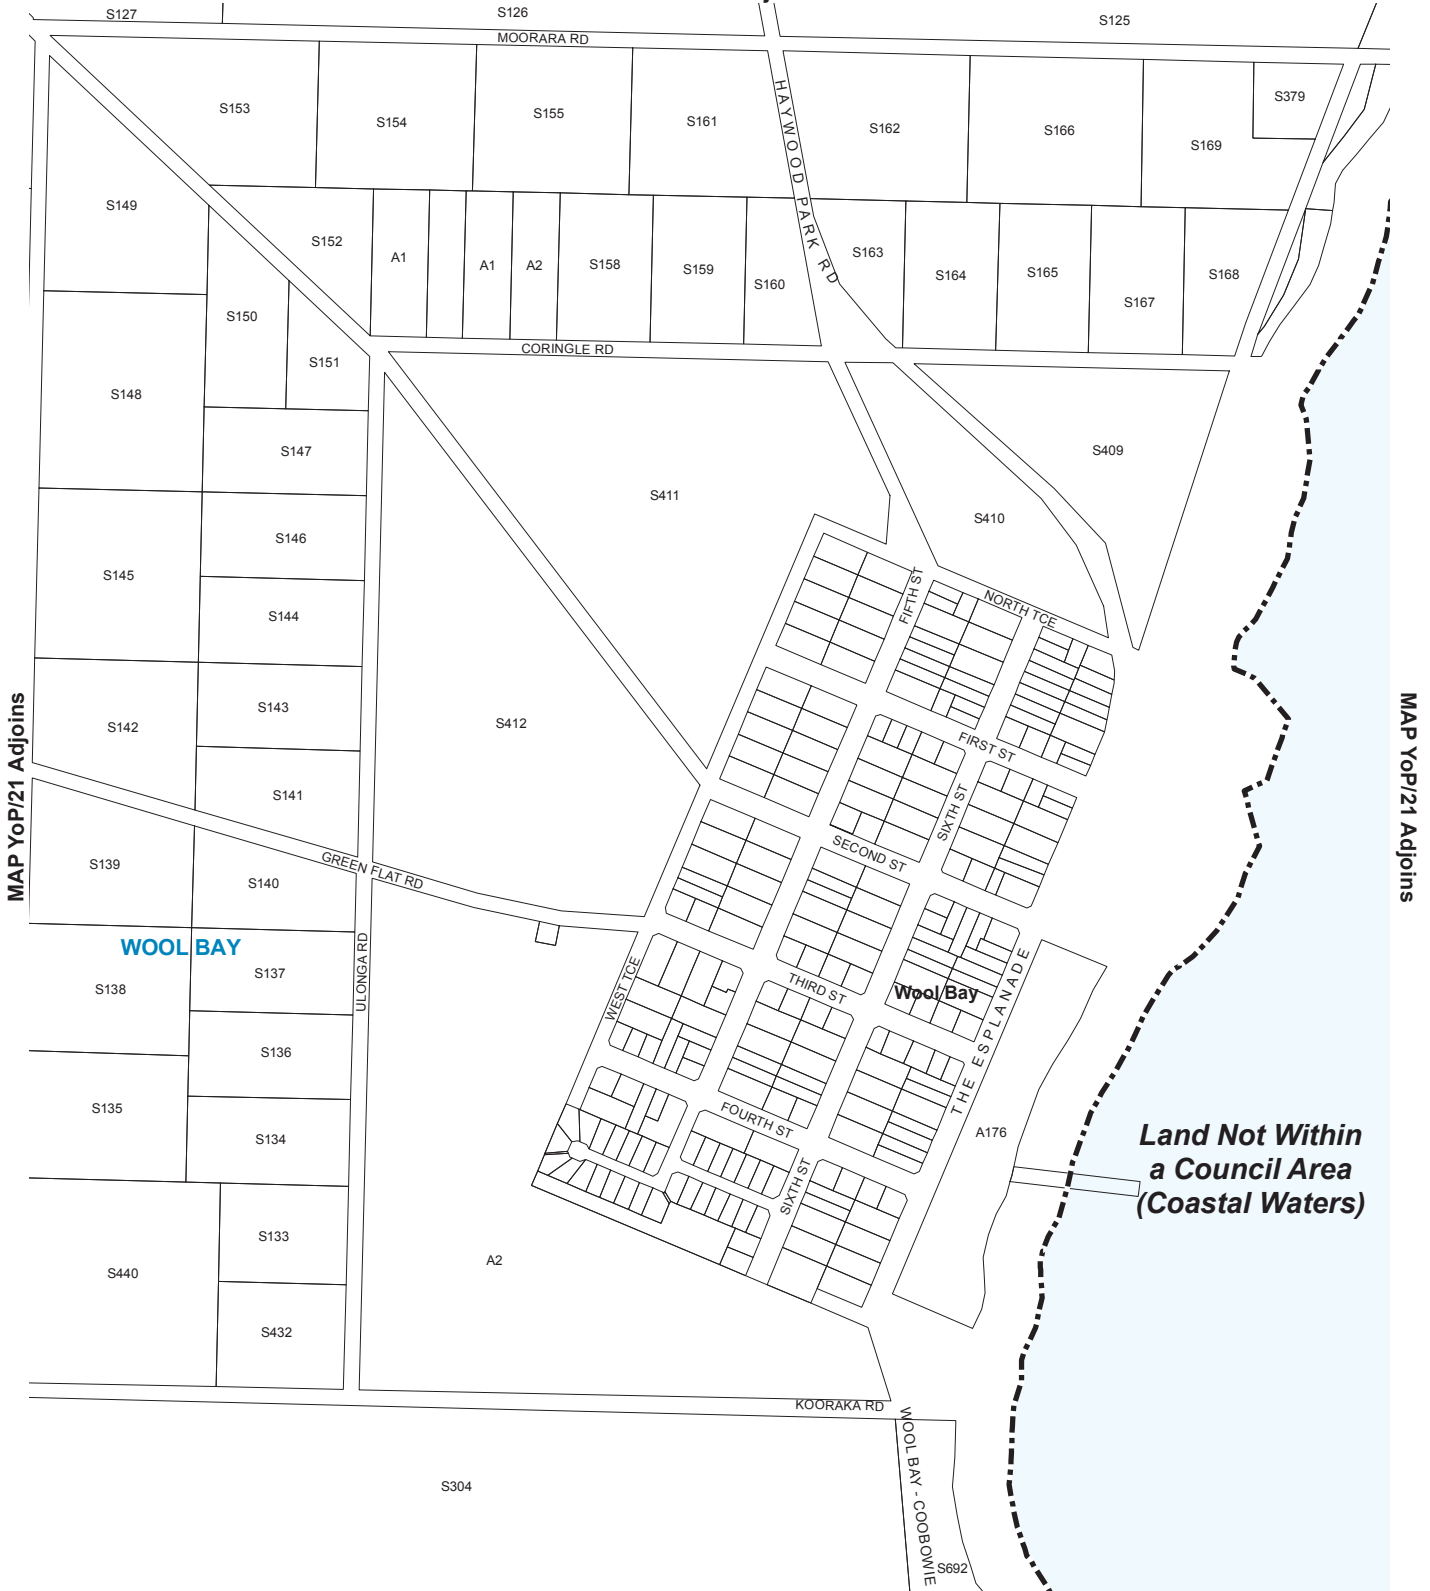 S127
S126
S125
MOORARA RD
S153
S154
S155
S161
HAYWOOD PARK RD
S162
S166
S169
S379
S149
S152
A1
A1
A2
S158
S159
S160
S163
S164
S165
S167
S168
S150
S151
CORINGLE RD
S148
S147
S411
S409
S410
S146
S145
S144
FIFTH ST
NORTH TCE
S143
S142
S412
FIRST ST
MAP YoP/21 Adjoins
MAP YoP/21 Adjoins
S141
SIXTH ST
SECOND ST
S139
GREEN FLAT RD
S140
WOOL BAY
ULONGA RD
S137
S138
WEST TCE
THIRD ST
Wool Bay
THE ESPLANADE
S136
S135
S134
FOURTH ST
A176
Land Not Within
a Council Area
(Coastal Waters)
SIXTH ST
S133
A2
S440
S432
KOORAKA RD
WOOL BAY - COOBOWIE
S304
S692